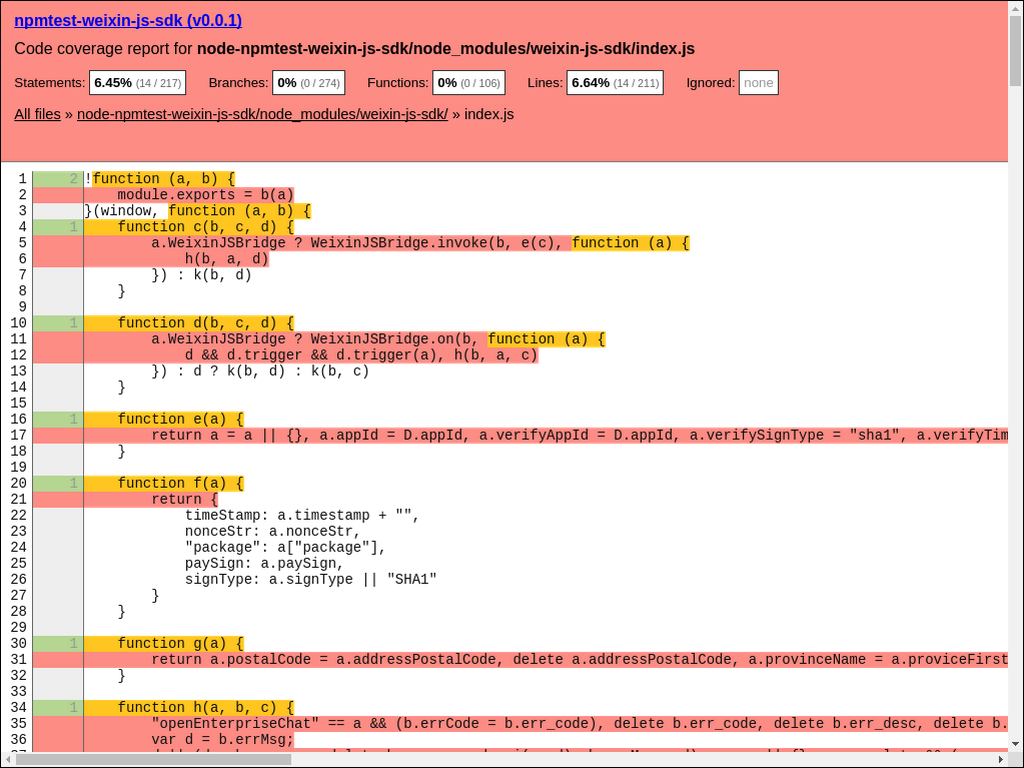 npmtest-weixin-js-sdk (v0.0.1)
Code coverage report for node-npmtest-weixin-js-sdk/node_modules/weixin-js-sdk/index.js
Statements: 6.45% (14 / 217) Branches: 0% (0 / 274) Functions: 0% (0 / 106) Lines: 6.64% (14 / 211) Ignored: none
All files » node-npmtest-weixin-js-sdk/node_modules/weixin-js-sdk/ » index.js
1 2 !function (a, b) {
2     module.exports = b(a)
3 }(window, function (a, b) {
4 1     function c(b, c, d) {
5         a.WeixinJSBridge ? WeixinJSBridge.invoke(b, e(c), function (a) {
6             h(b, a, d)
7         }) : k(b, d)
8     }
9
10 1     function d(b, c, d) {
11         a.WeixinJSBridge ? WeixinJSBridge.on(b, function (a) {
12             d && d.trigger && d.trigger(a), h(b, a, c)
13         }) : d ? k(b, d) : k(b, c)
14     }
15
16 1     function e(a) {
17         return a = a || {}, a.appId = D.appId, a.verifyAppId = D.appId, a.verifySignType = "sha1", a.verifyTim
18     }
19
20 1     function f(a) {
21         return {
22             timeStamp: a.timestamp + "",
23             nonceStr: a.nonceStr,
24             "package": a["package"],
25             paySign: a.paySign,
26             signType: a.signType || "SHA1"
27         }
28     }
29
30 1     function g(a) {
31         return a.postalCode = a.addressPostalCode, delete a.addressPostalCode, a.provinceName = a.proviceFirst
32     }
33
34 1     function h(a, b, c) {
35         "openEnterpriseChat" == a && (b.errCode = b.err_code), delete b.err_code, delete b.err_desc, delete b.
36         var d = b.errMsg;